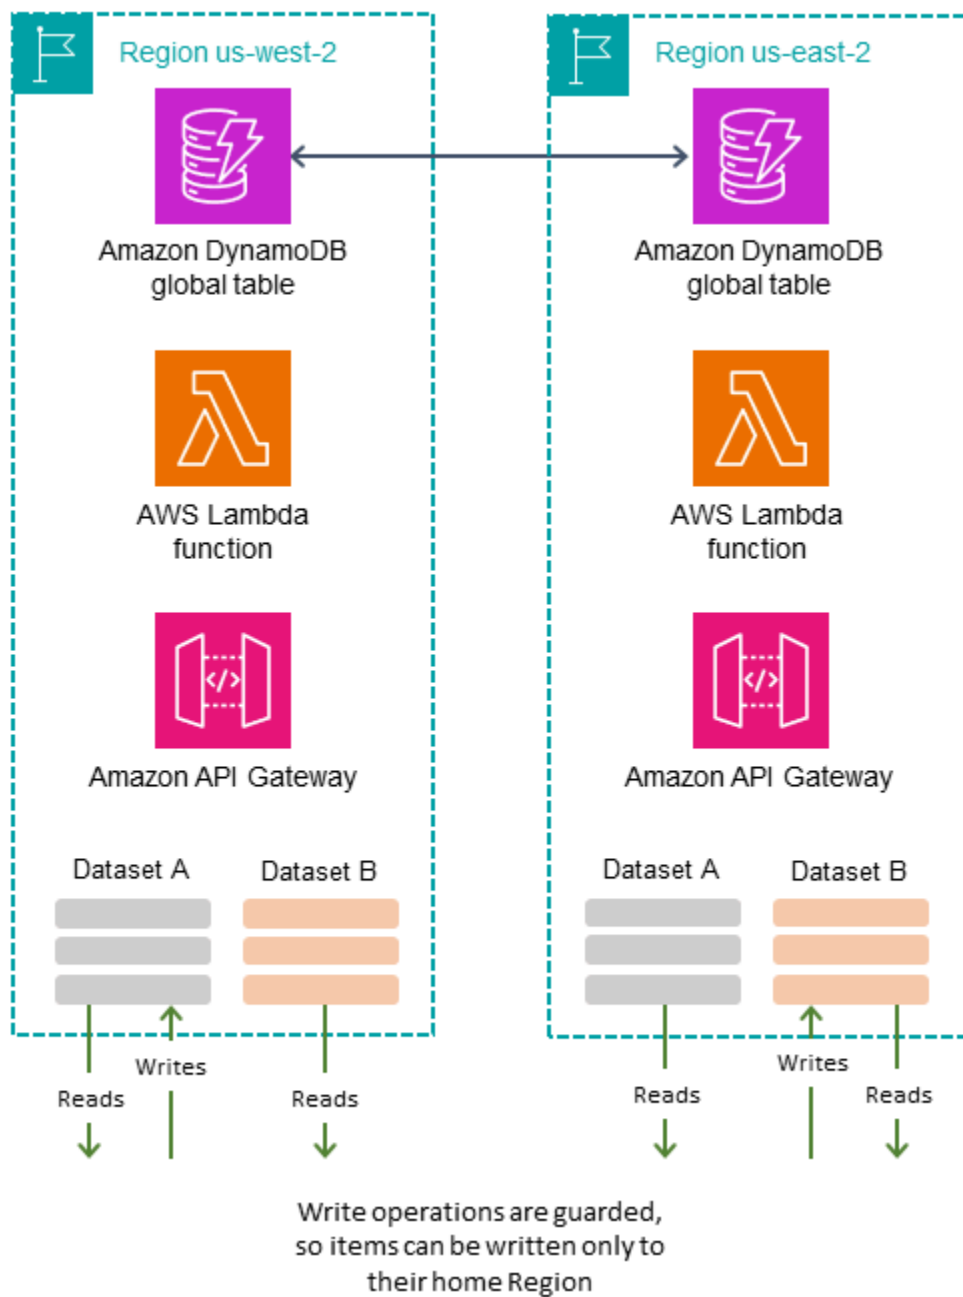 Region us-west-2
Region us-east-2
Amazon DynamoDB
global table
Amazon DynamoDB
global table
AWS Lambda
function
AWS Lambda
function
</>
</>
Amazon API Gateway
Amazon API Gateway
Dataset A
Dataset B
Dataset A
Dataset B
Writes
Reads
Reads
Writes
Reads
Reads
Write operations are guarded,
so items can be written only to
their home Region